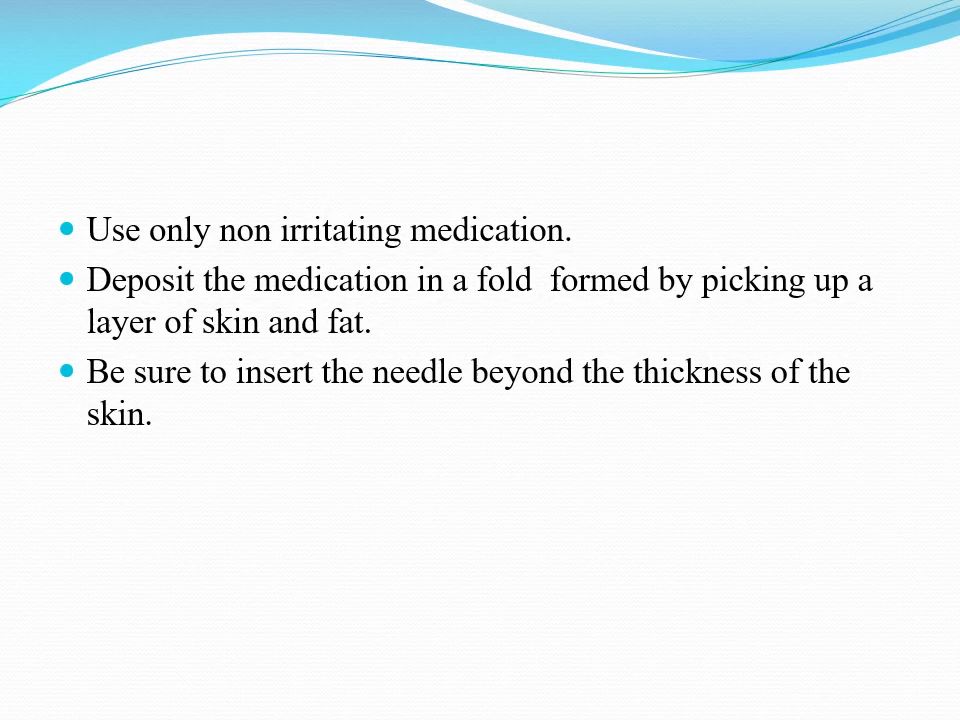 Use only non irritating medication.
Deposit the medication in a fold  formed by picking up a
layer of skin and fat.
Be sure to insert the needle beyond the thickness of the
skin.